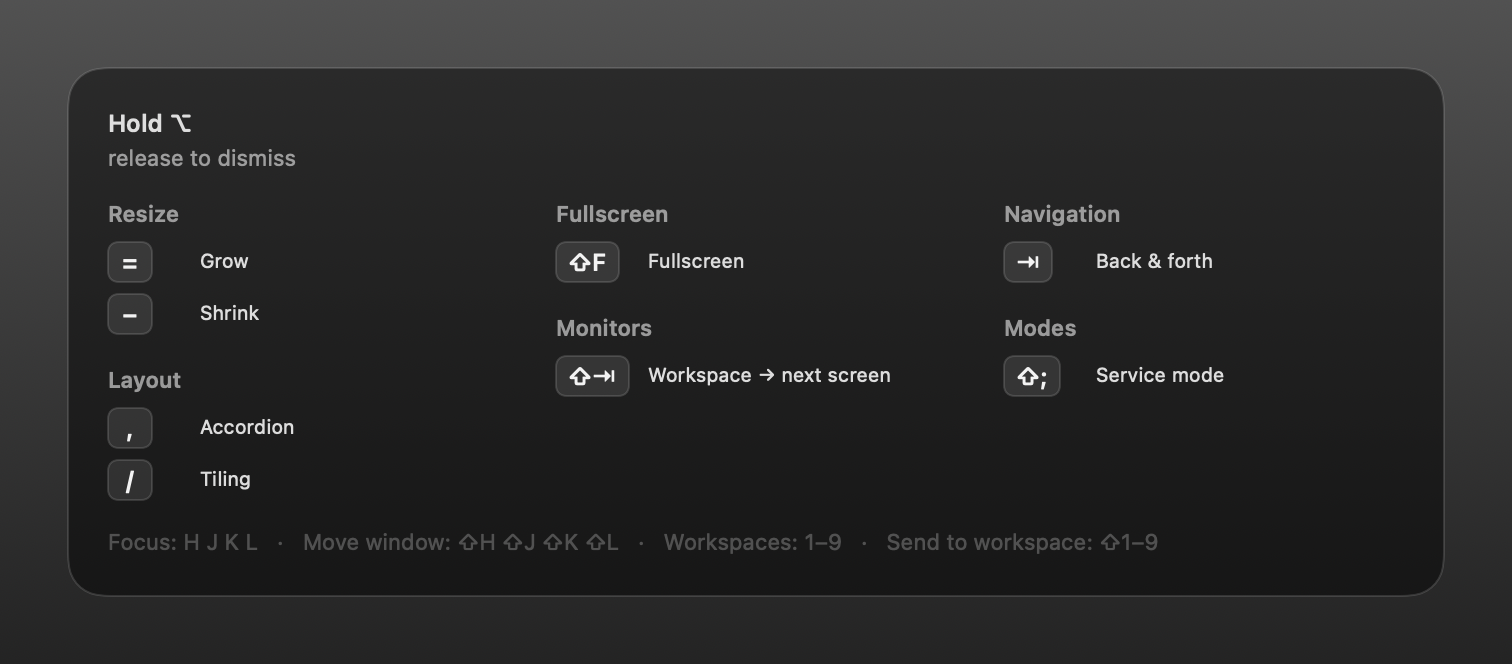 Hold ⌥
release to dismiss
Resize
= Grow
− Shrink
Layout
, Accordion
/ Tiling
Fullscreen
⇧F Fullscreen
Monitors
⇧⇥ Workspace → next screen
Navigation
⇥ Back & forth
Modes
⇧; Service mode
Focus: H J K L · Move window: ⇧H ⇧J ⇧K ⇧L · Workspaces: 1–9 · Send to workspace: ⇧1–9